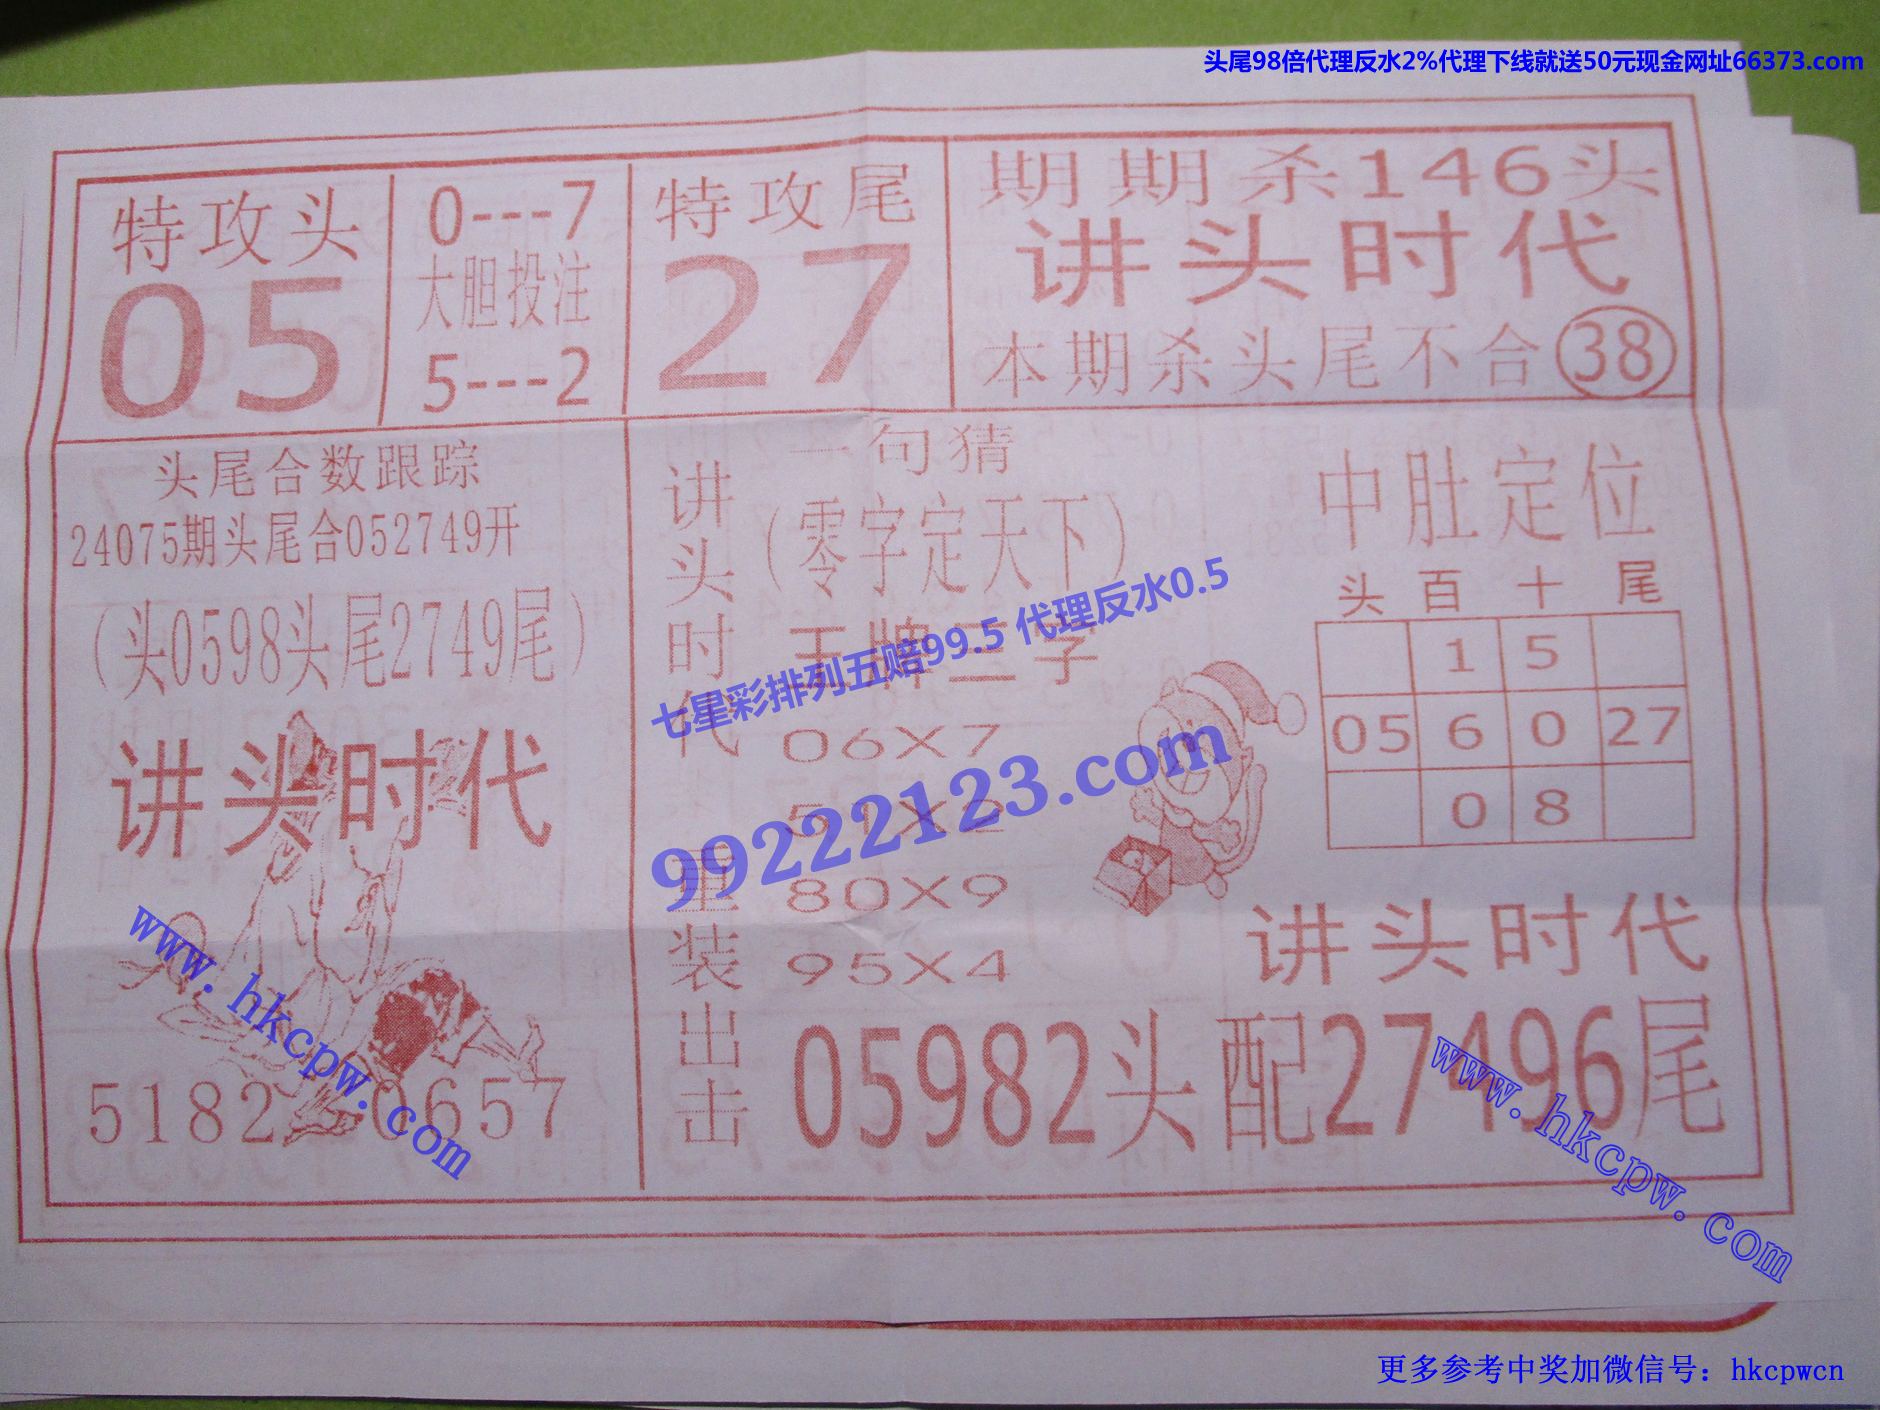 头尾98倍代理反水2%代理下线就送50元现金网址66373.com
特攻头
05
0---7
大胆投注
5---2
特攻尾
27
期期杀146头
讲头时代
本期杀头尾不合38
头尾合数跟踪
24075期头尾合052749开
(头0598头尾2749尾)
讲头时代
5182 0657
讲头时代重装出击
一句猜
(零字定天下)
王牌三字
06X7
51X2
80X9
95X4
中肚定位
头 百 十 尾
1 5
05 6 0 27
0 8
讲头时代
05982头配27496尾
七星彩排列五赔99.5 代理反水0.5
99222123.com
www.hkcpw.com
www.hkcpw.com
更多参考中奖加微信号：hkcpwcn